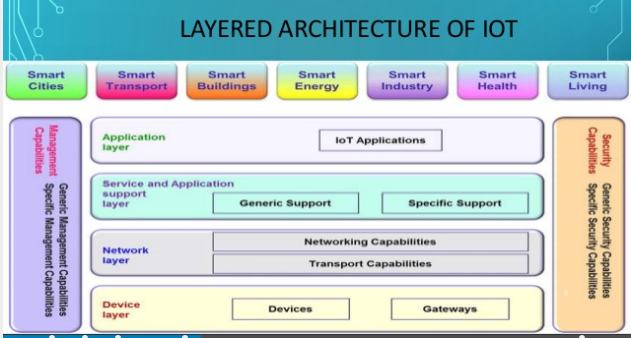 LAYERED ARCHITECTURE OF IOT
Smart
Cities
Smart
Transport
Smart
Buildings
Smart
Energy
Smart
Industry
Smart
Health
Smart
Living
Management
Capabilities
Generic Management Capabilities
Specific Management Capabilities
Application
layer
IoT Applications
Service and Application
support
layer
Generic Support
Specific Support
Network
layer
Networking Capabilities
Transport Capabilities
Device
layer
Devices
Gateways
Security
Capabilities
Generic Security Capabilities
Specific Security Capabilities